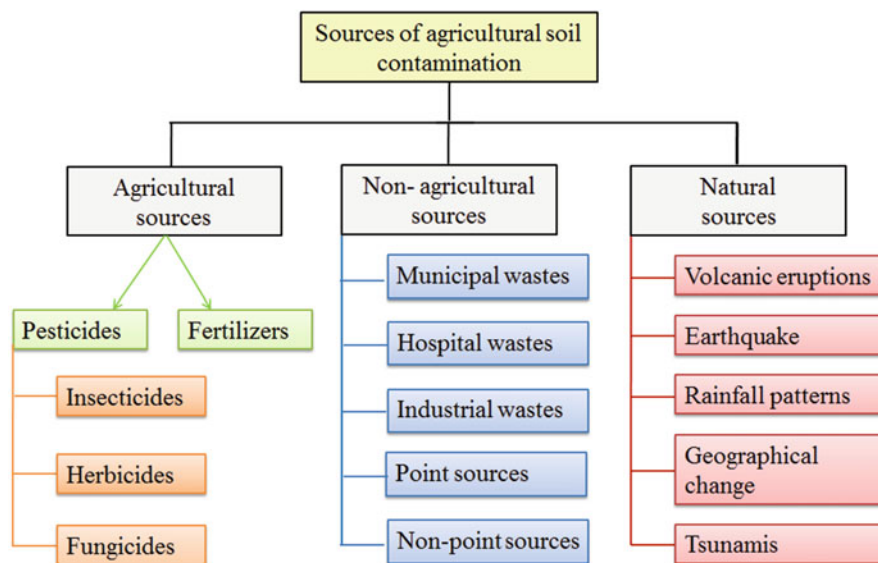 Sources of agricultural soil
contamination
Agricultural
sources
Non- agricultural
sources
Natural
sources
Pesticides
Fertilizers
Insecticides
Herbicides
Fungicides
Municipal wastes
Hospital wastes
Industrial wastes
Point sources
Non-point sources
Volcanic eruptions
Earthquake
Rainfall patterns
Geographical
change
Tsunamis